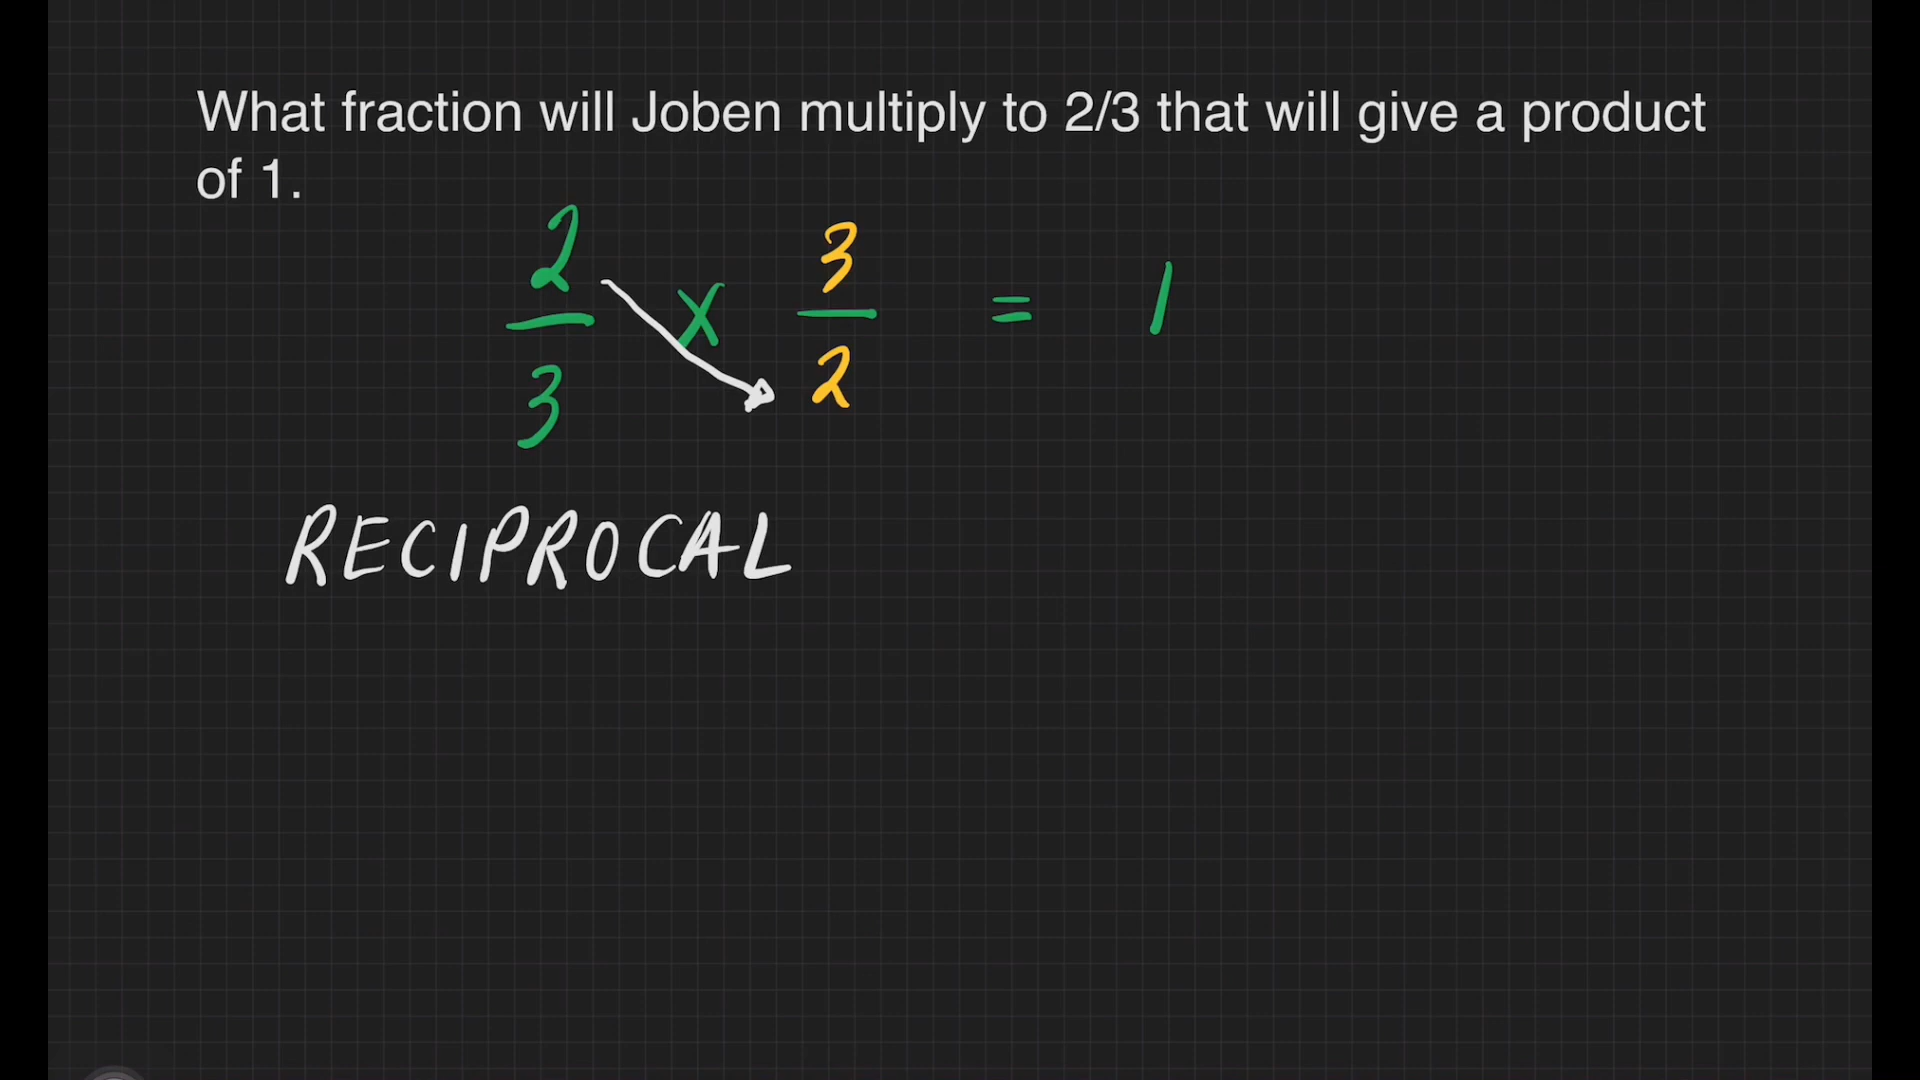 What fraction will Joben multiply to 2/3 that will give a product
of 1.
2/3 x 3/2 = 1
RECIPROCAL